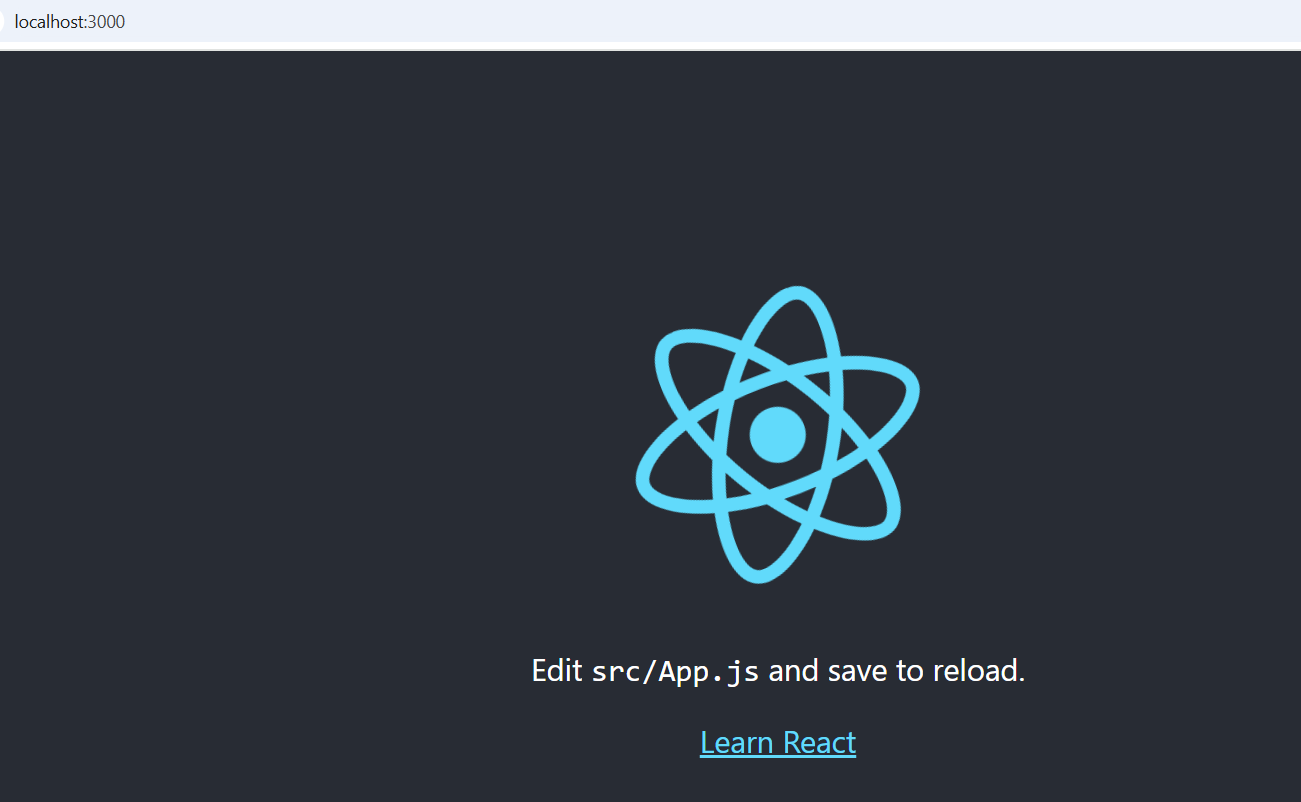 localhost:3000
Edit src/App.js and save to reload.
Learn React